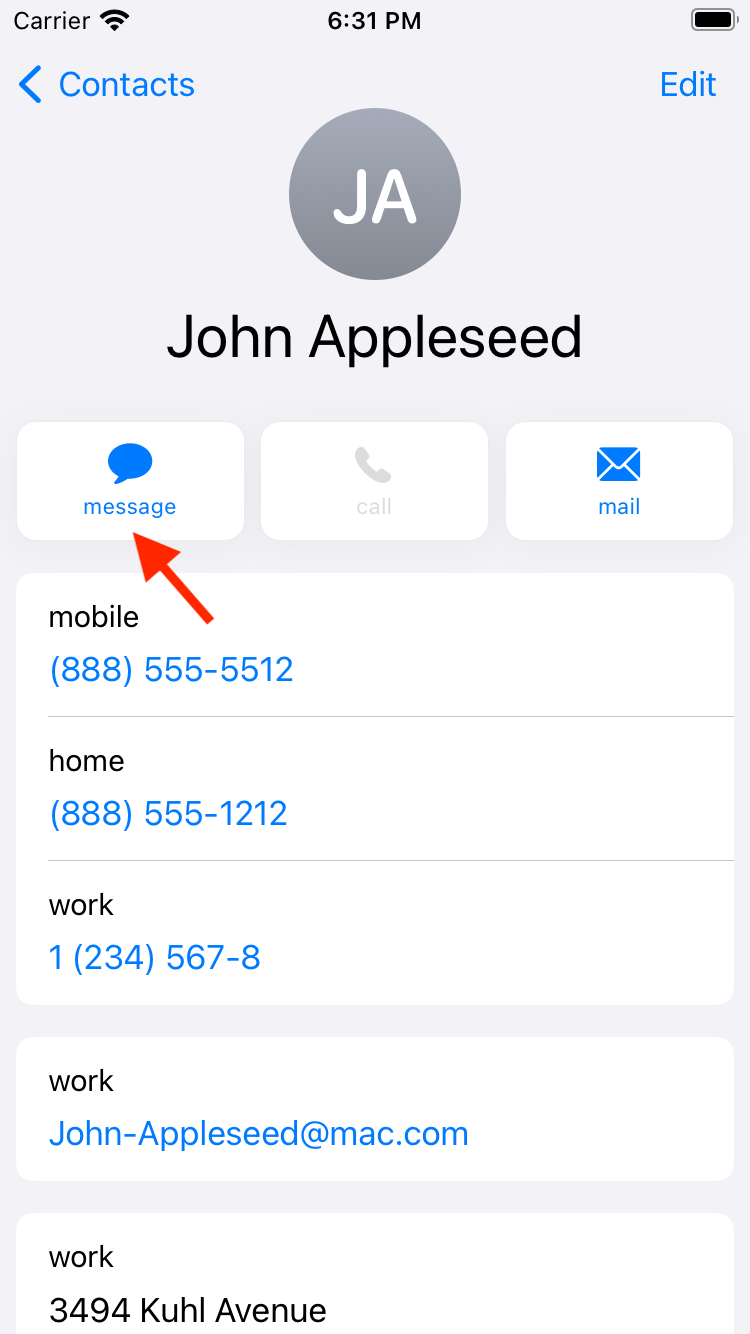 Carrier 6:31 PM
Contacts Edit
JA
John Appleseed
message call mail
mobile
(888) 555-5512
home
(888) 555-1212
work
1 (234) 567-8
work
John-Appleseed@mac.com
work
3494 Kuhl Avenue